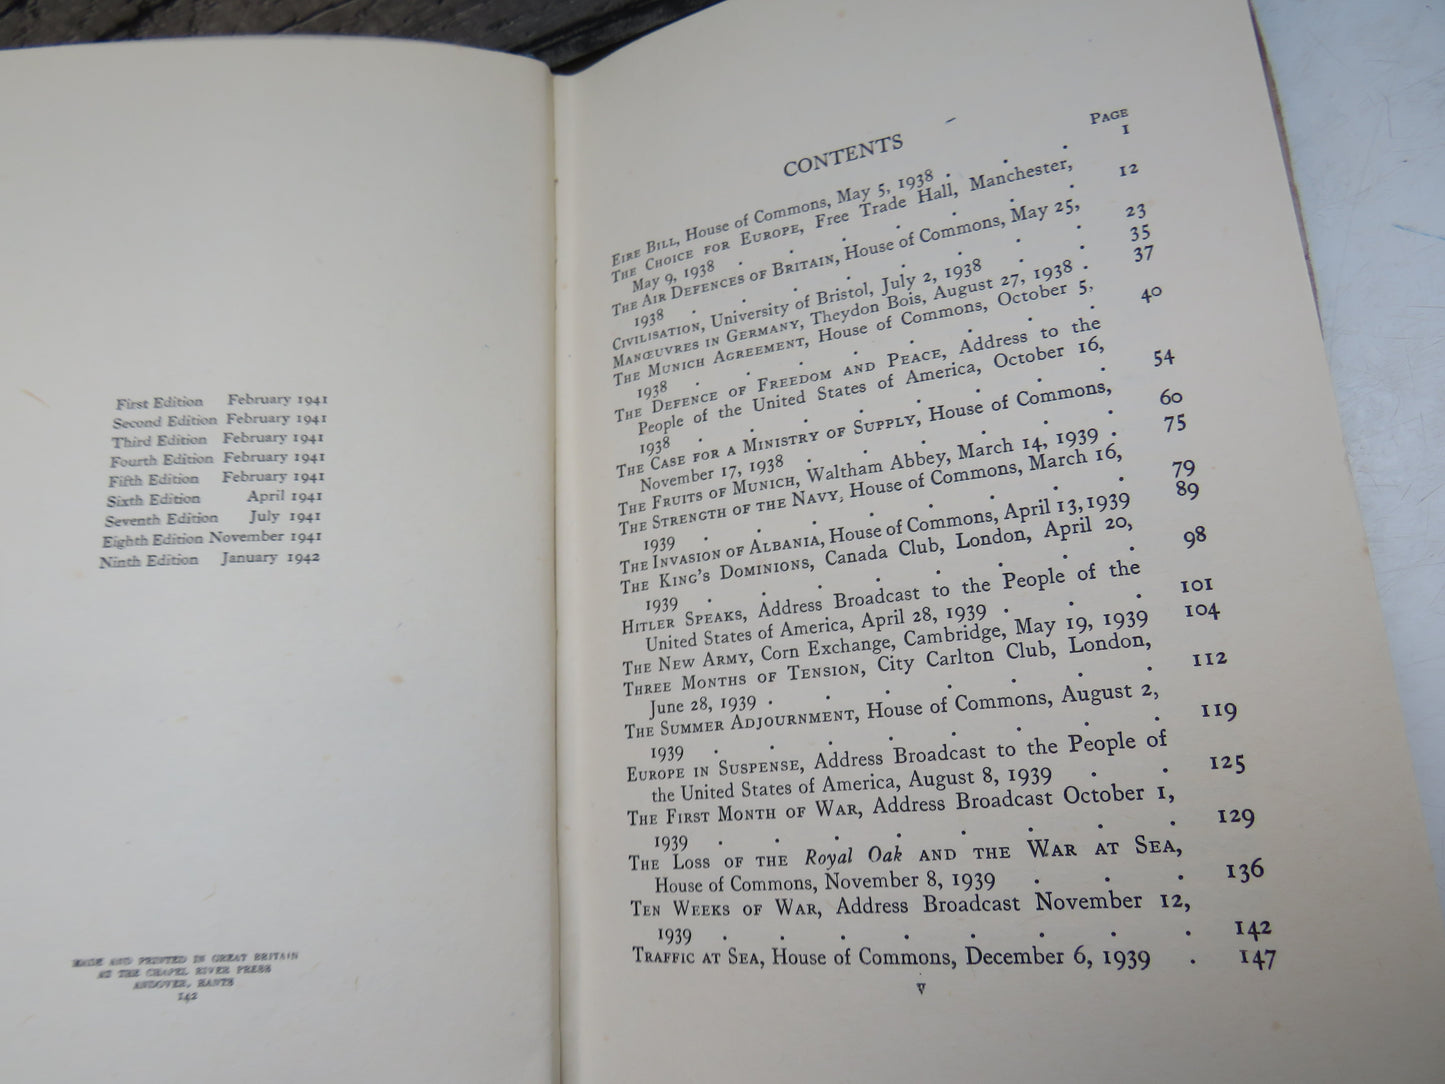 First Edition February 1941
Second Edition February 1941
Third Edition February 1941
Fourth Edition February 1941
Fifth Edition February 1941
Sixth Edition April 1941
Seventh Edition July 1941
Eighth Edition November 1941
Ninth Edition January 1942
MADE AND PRINTED IN GREAT BRITAIN
AT THE CHAPEL RIVER PRESS
ANDOVER, HANTS
142
CONTENTS
PAGE
EIRE BILL, House of Commons, May 5, 1938 . . . 1
THE CHOICE FOR EUROPE, Free Trade Hall, Manchester,
May 9, 1938 . . . . . . 12
THE AIR DEFENCES OF BRITAIN, House of Commons, May 25,
1938 . . . . . . . 23
CIVILISATION, University of Bristol, July 2, 1938 . . 35
MANŒUVRES IN GERMANY, Theydon Bois, August 27, 1938 . 37
THE MUNICH AGREEMENT, House of Commons, October 5,
1938 . . . . . . . 40
THE DEFENCE OF FREEDOM AND PEACE, Address to the
People of the United States of America, October 16,
1938 . . . . . . . 54
THE CASE FOR A MINISTRY OF SUPPLY, House of Commons,
November 17, 1938 . . . . . . 60
THE FRUITS OF MUNICH, Waltham Abbey, March 14, 1939 . 75
THE STRENGTH OF THE NAVY, House of Commons, March 16,
1939 . . . . . . . 79
THE INVASION OF ALBANIA, House of Commons, April 13, 1939 89
THE KING'S DOMINIONS, Canada Club, London, April 20,
1939 . . . . . . . 98
HITLER SPEAKS, Address Broadcast to the People of the
United States of America, April 28, 1939 . . . 101
THE NEW ARMY, Corn Exchange, Cambridge, May 19, 1939 104
THREE MONTHS OF TENSION, City Carlton Club, London,
June 28, 1939 . . . . . . 112
THE SUMMER ADJOURNMENT, House of Commons, August 2,
1939 . . . . . . . 119
EUROPE IN SUSPENSE, Address Broadcast to the People of
the United States of America, August 8, 1939 . . 125
THE FIRST MONTH OF WAR, Address Broadcast October 1,
1939 . . . . . . . 129
THE LOSS OF THE Royal Oak AND THE WAR AT SEA,
House of Commons, November 8, 1939 . . . 136
TEN WEEKS OF WAR, Address Broadcast November 12,
1939 . . . . . . . 142
TRAFFIC AT SEA, House of Commons, December 6, 1939 . 147
v